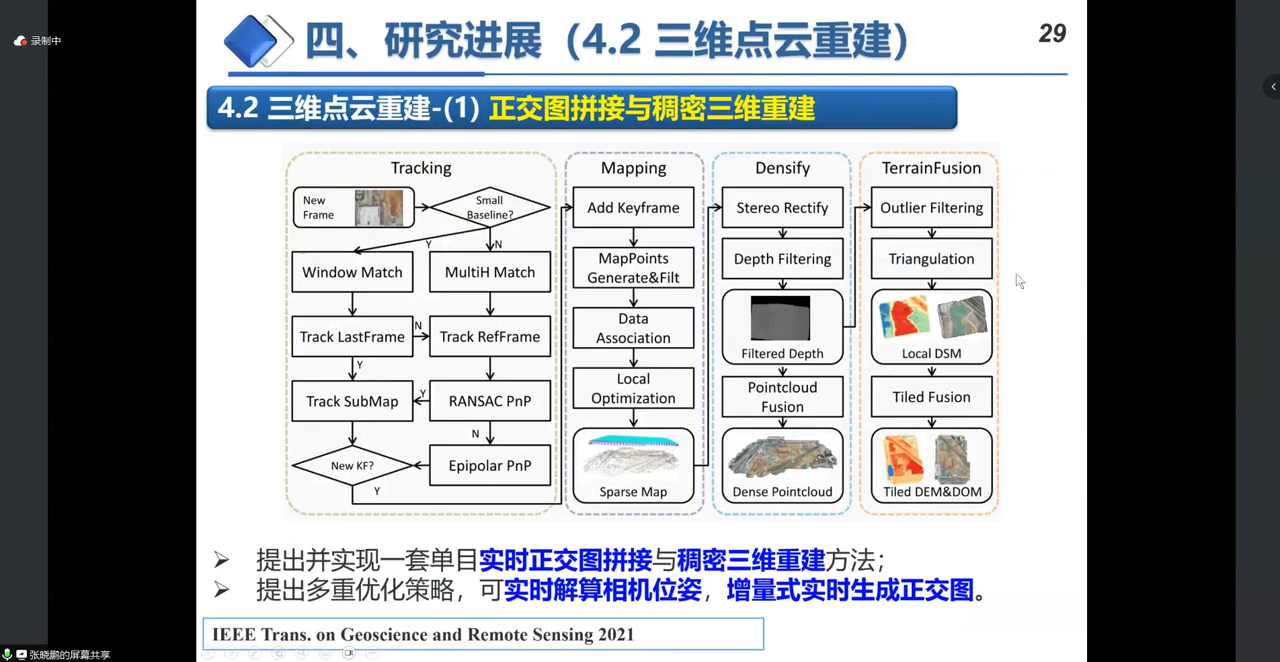 录制中
四、研究进展（4.2 三维点云重建）
29
4.2 三维点云重建-(1) 正交图拼接与稠密三维重建
Tracking
New
Frame
Small
Baseline?
Y
N
Window Match
MultiH Match
Track LastFrame
N
Track RefFrame
Y
Track SubMap
Y
RANSAC PnP
N
New KF?
Epipolar PnP
Y
Mapping
Add Keyframe
MapPoints
Generate&Filt
Data
Association
Local
Optimization
Sparse Map
Densify
Stereo Rectify
Depth Filtering
Filtered Depth
Pointcloud
Fusion
Dense Pointcloud
TerrainFusion
Outlier Filtering
Triangulation
Local DSM
Tiled Fusion
Tiled DEM&DOM
➢ 提出并实现一套单目实时正交图拼接与稠密三维重建方法；
➢ 提出多重优化策略，可实时解算相机位姿，增量式实时生成正交图。
IEEE Trans. on Geoscience and Remote Sensing 2021
张晓鹏的屏幕共享